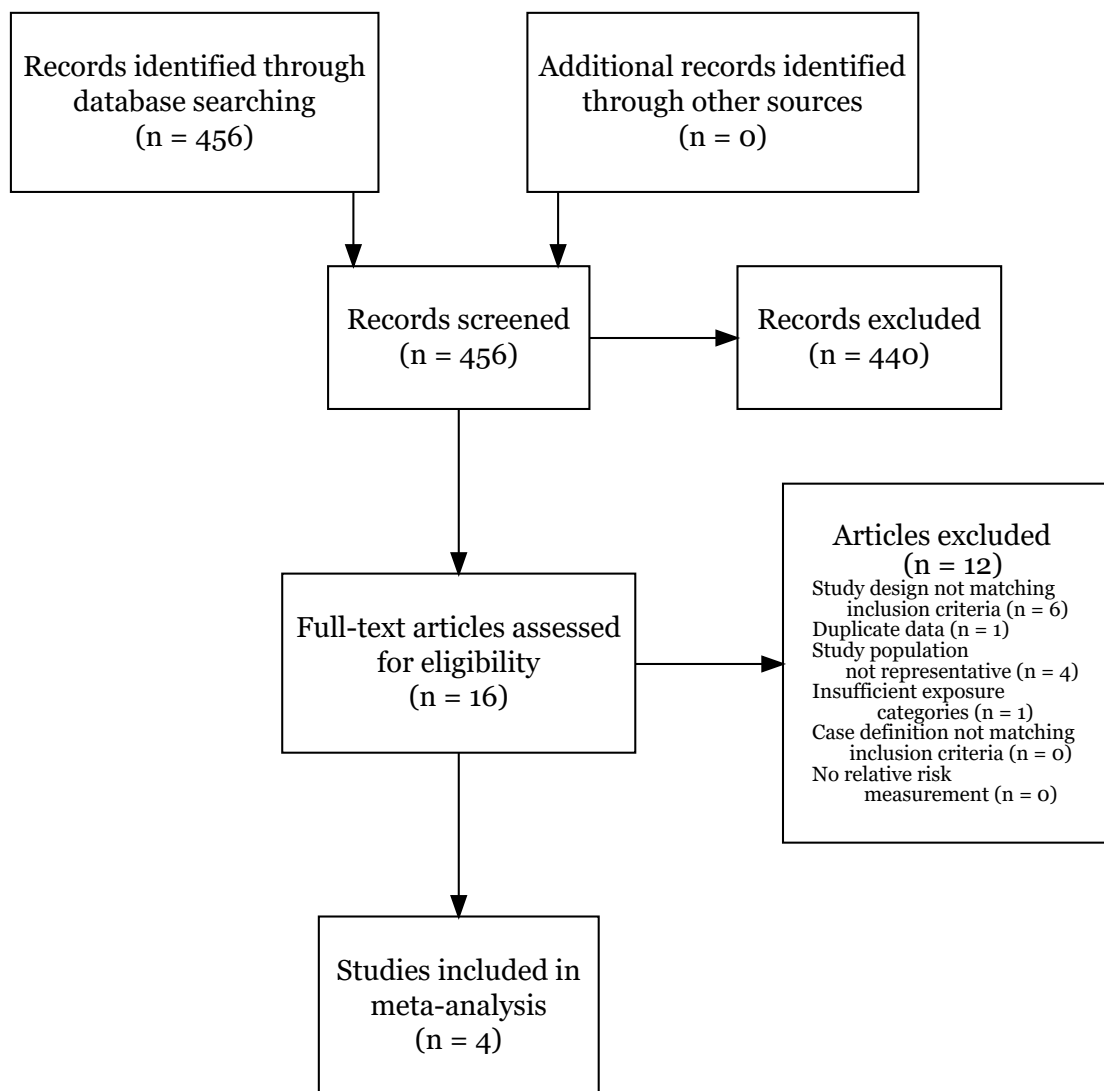 Records identified through
database searching
(n = 456)
Additional records identified
through other sources
(n = 0)
Records screened
(n = 456)
Records excluded
(n = 440)
Full-text articles assessed
for eligibility
(n = 16)
Articles excluded
(n = 12)
Study design not matching
inclusion criteria (n = 6)
Duplicate data (n = 1)
Study population
not representative (n = 4)
Insufficient exposure
categories (n = 1)
Case definition not matching
inclusion criteria (n = 0)
No relative risk
measurement (n = 0)
Studies included in
meta-analysis
(n = 4)